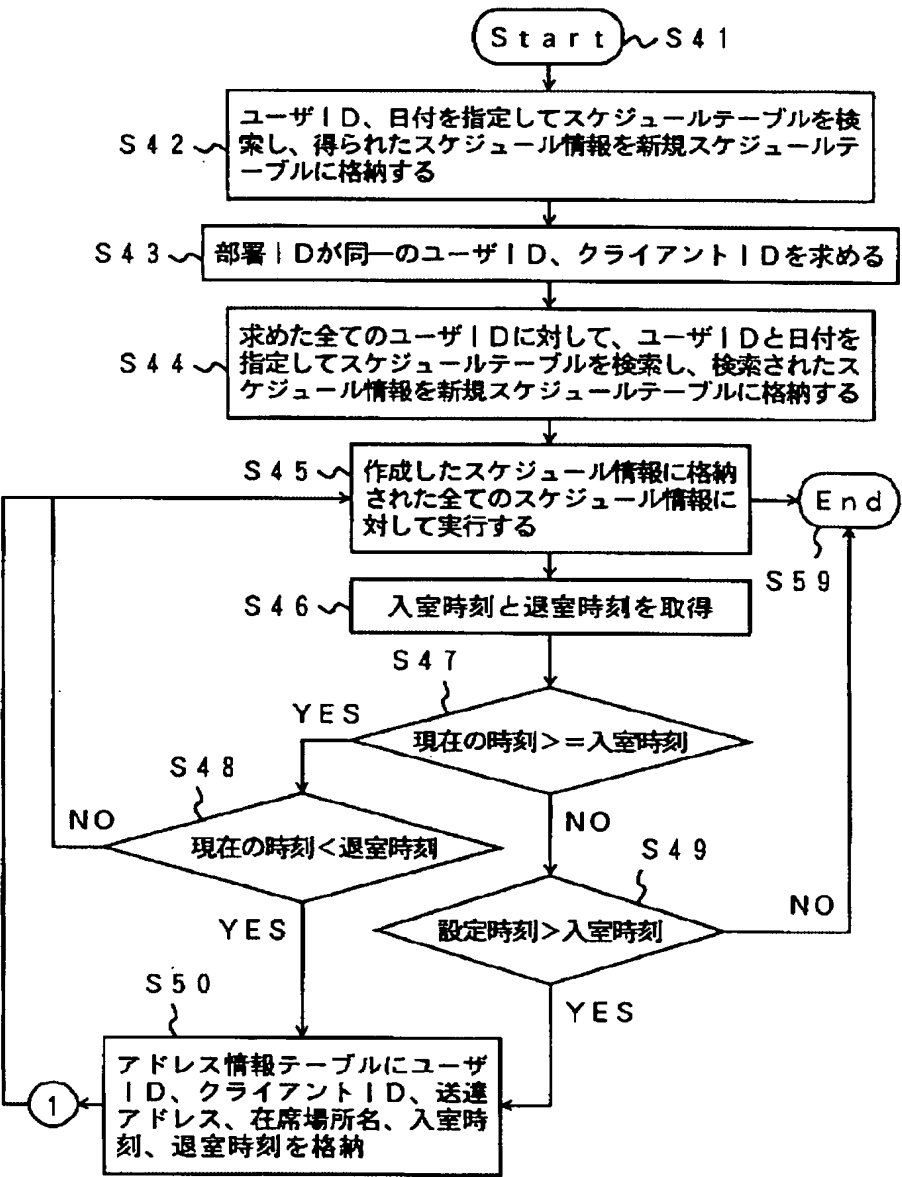 Start
S41
S42
ユーザID、日付を指定してスケジュールテーブルを検
索し、得られたスケジュール情報を新規スケジュールテ
ーブルに格納する
S43
部署IDが同一のユーザID、クライアントIDを求める
S44
求めた全てのユーザIDに対して、ユーザIDと日付を
指定してスケジュールテーブルを検索し、検索されたス
ケジュール情報を新規スケジュールテーブルに格納する
S45
作成したスケジュール情報に格納
された全てのスケジュール情報に
対して実行する
End
S59
S46
入室時刻と退室時刻を取得
S47
YES
現在の時刻>=入室時刻
S48
NO
現在の時刻<退室時刻
NO
S49
YES
設定時刻>入室時刻
NO
S50
YES
アドレス情報テーブルにユーザ
ID、クライアントID、送達
アドレス、在席場所名、入室時
刻、退室時刻を格納
1